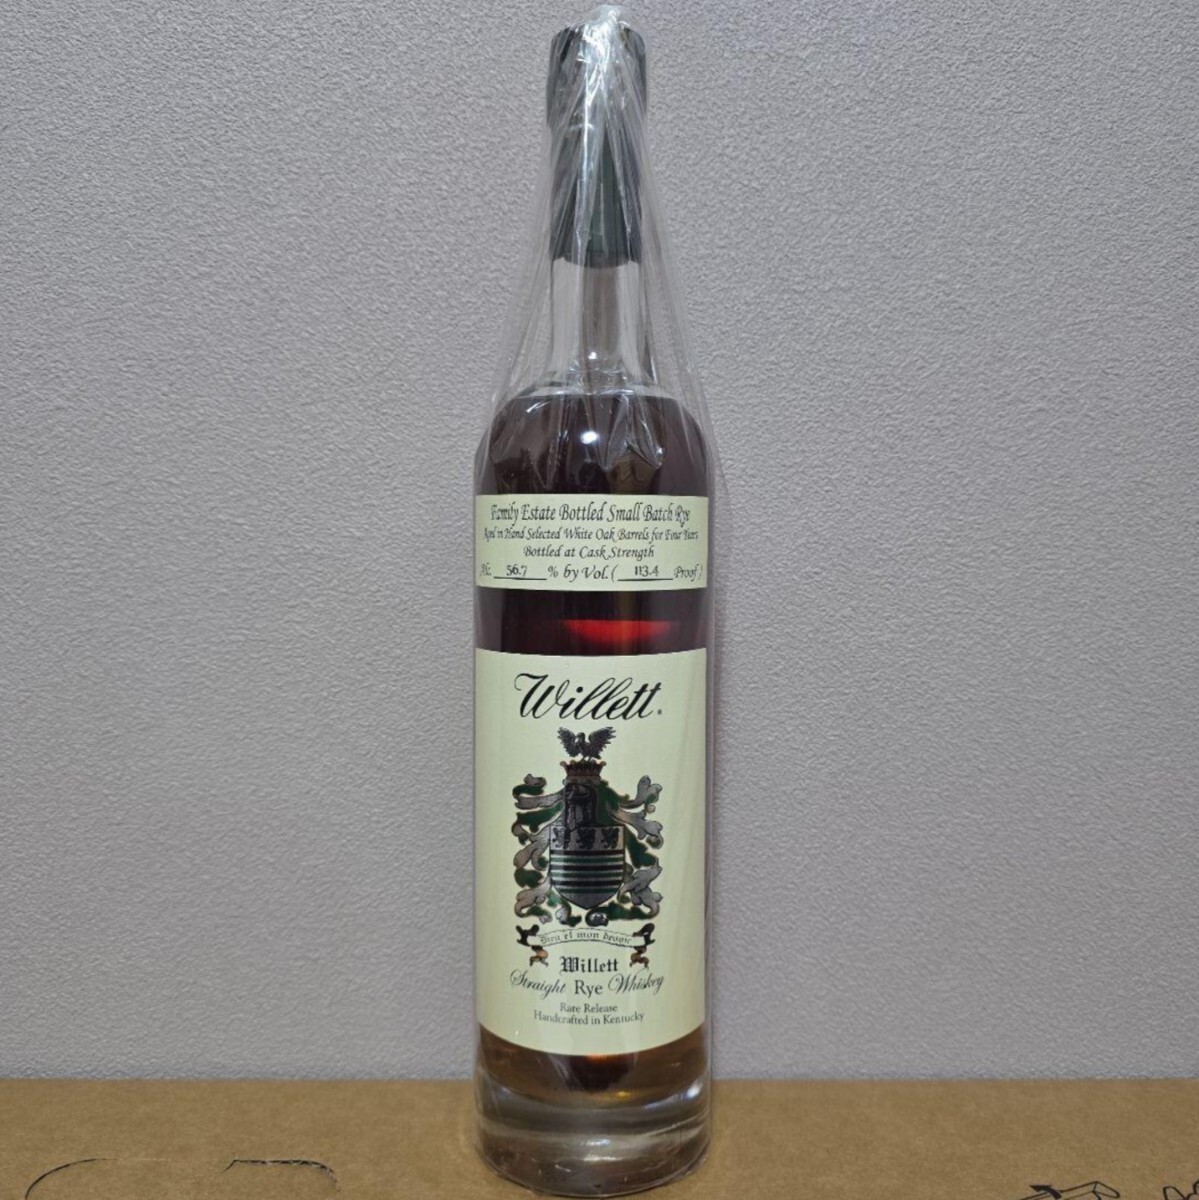 Family Estate Bottled Small Batch Rye
Aged in Hand Selected White Oak Barrels for Four Years
Bottled at Cask Strength
Alc. 56.7 % by Vol. ( 113.4 Proof )
Willett®
Dieu et mon devoir
Willett
Straight Rye Whiskey
Rare Release
Handcrafted in Kentucky